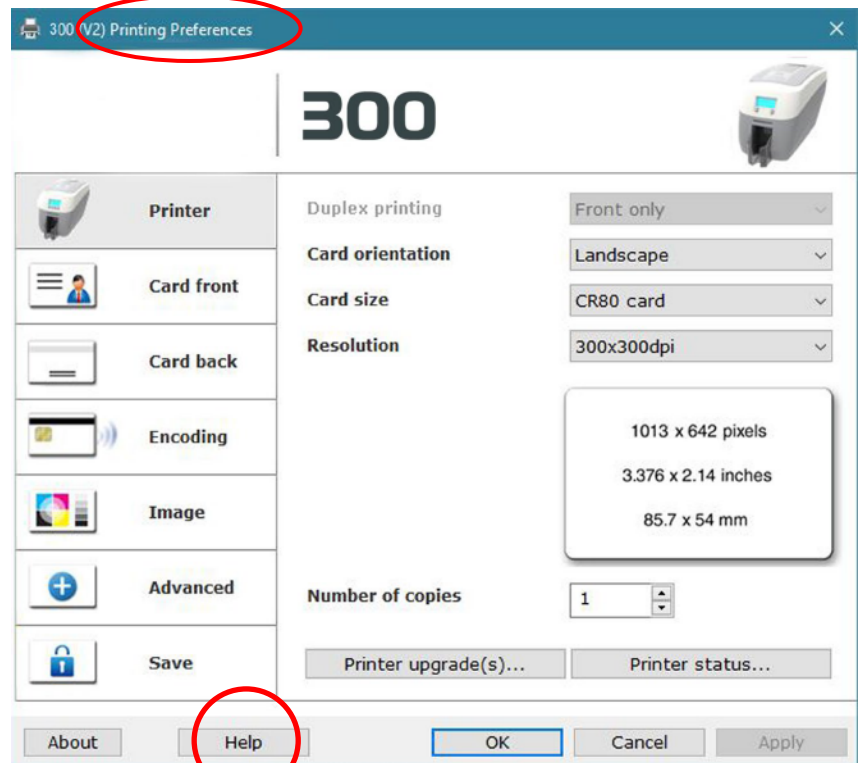 300 (V2) Printing Preferences
300
Printer
Duplex printing Front only
Card orientation Landscape
Card front
Card size CR80 card
Resolution 300x300dpi
Card back
1013 x 642 pixels
Encoding
3.376 x 2.14 inches
Image
85.7 x 54 mm
Advanced
Number of copies 1
Save
Printer upgrade(s)... Printer status...
About Help OK Cancel Apply